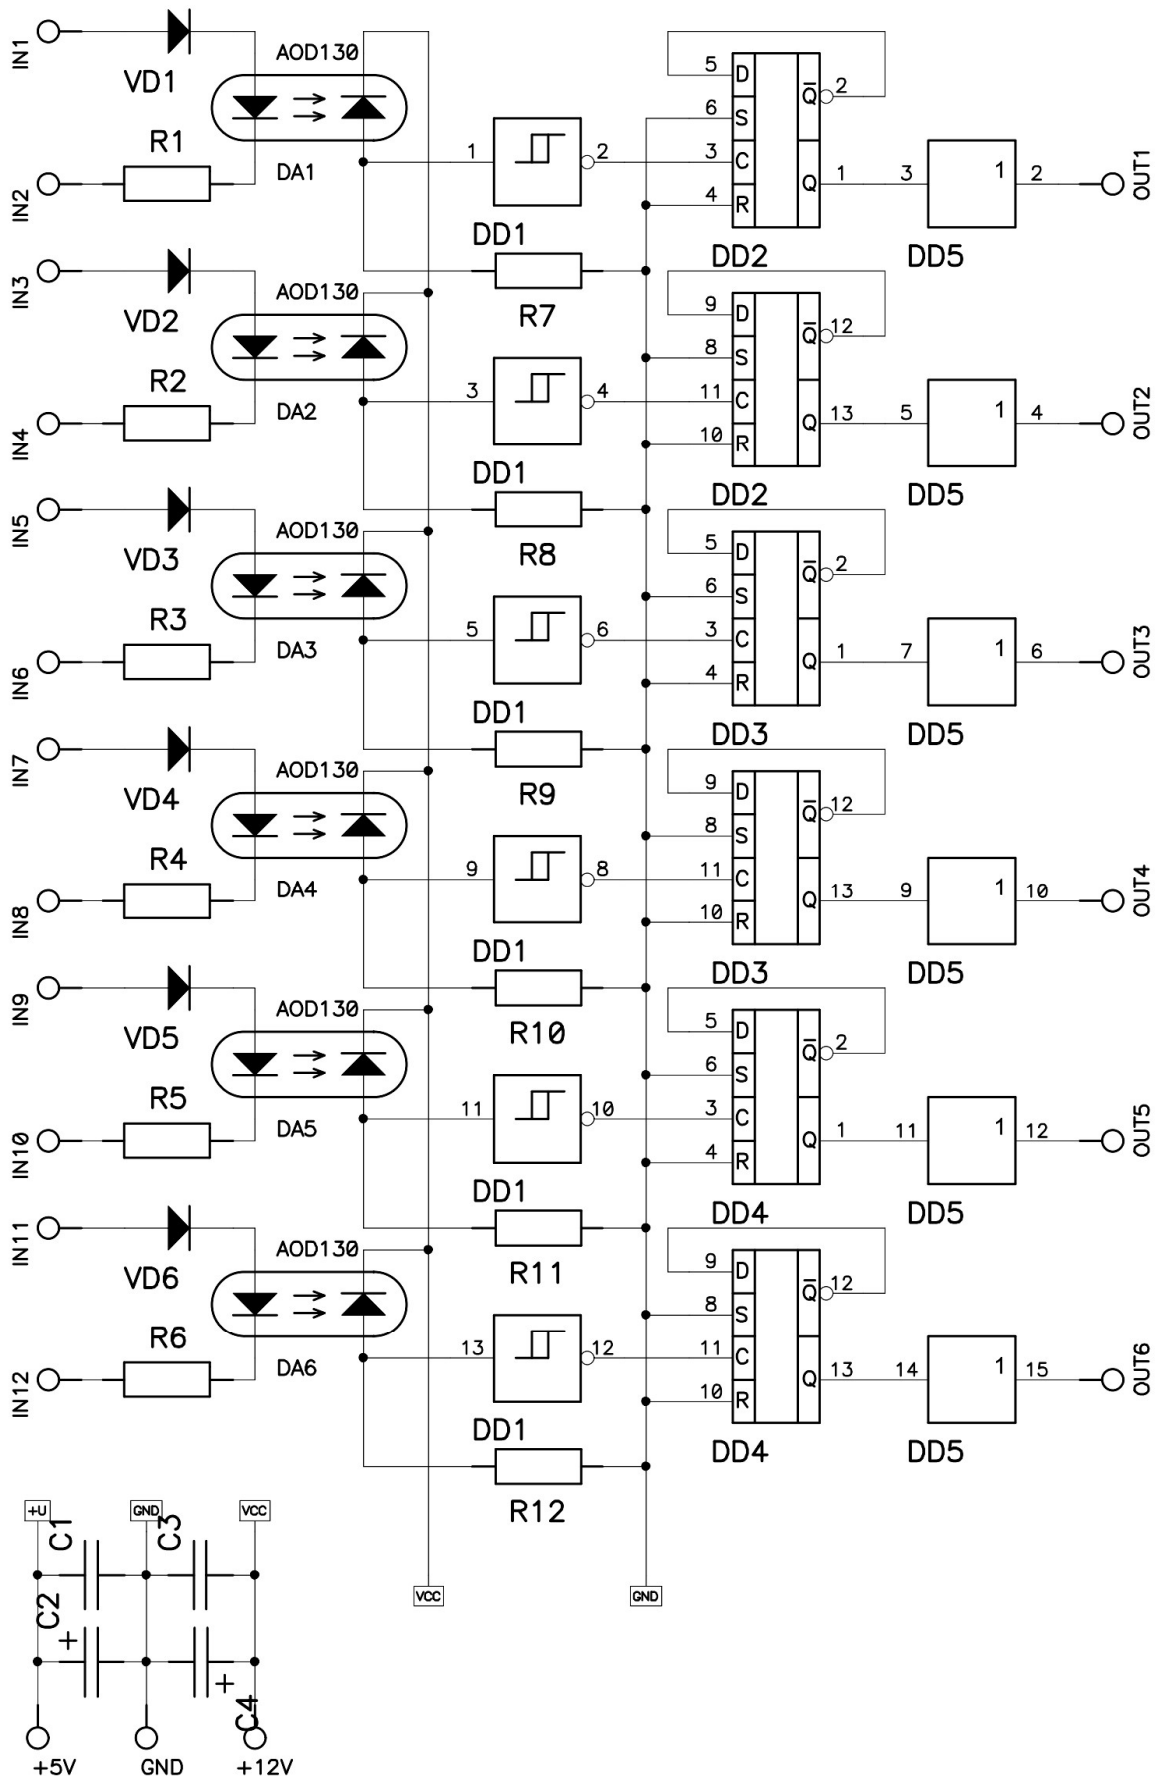 IN1
VD1
AOD130
R1
DA1
IN2
1
2
DD1
R7
5 D
6 S
3 C
4 R
Q 2
Q 1
DD2
3 1 2
DD5
OUT1
IN3
VD2
AOD130
R2
DA2
IN4
3
4
DD1
R8
9 D
8 S
11 C
10 R
Q 12
Q 13
DD2
5 1 4
DD5
OUT2
IN5
VD3
AOD130
R3
DA3
IN6
5
6
DD1
R9
5 D
6 S
3 C
4 R
Q 2
Q 1
DD3
7 1 6
DD5
OUT3
IN7
VD4
AOD130
R4
DA4
IN8
9
8
DD1
R10
9 D
8 S
11 C
10 R
Q 12
Q 13
DD3
9 1 10
DD5
OUT4
IN9
VD5
AOD130
R5
DA5
IN10
11
10
DD1
R11
5 D
6 S
3 C
4 R
Q 2
Q 1
DD4
11 1 12
DD5
OUT5
IN11
VD6
AOD130
R6
DA6
IN12
13
12
DD1
R12
9 D
8 S
11 C
10 R
Q 12
Q 13
DD4
14 1 15
DD5
OUT6
+U
GND
VCC
C1
C3
C2
+
+
C4
+5V
GND
+12V
VCC
GND